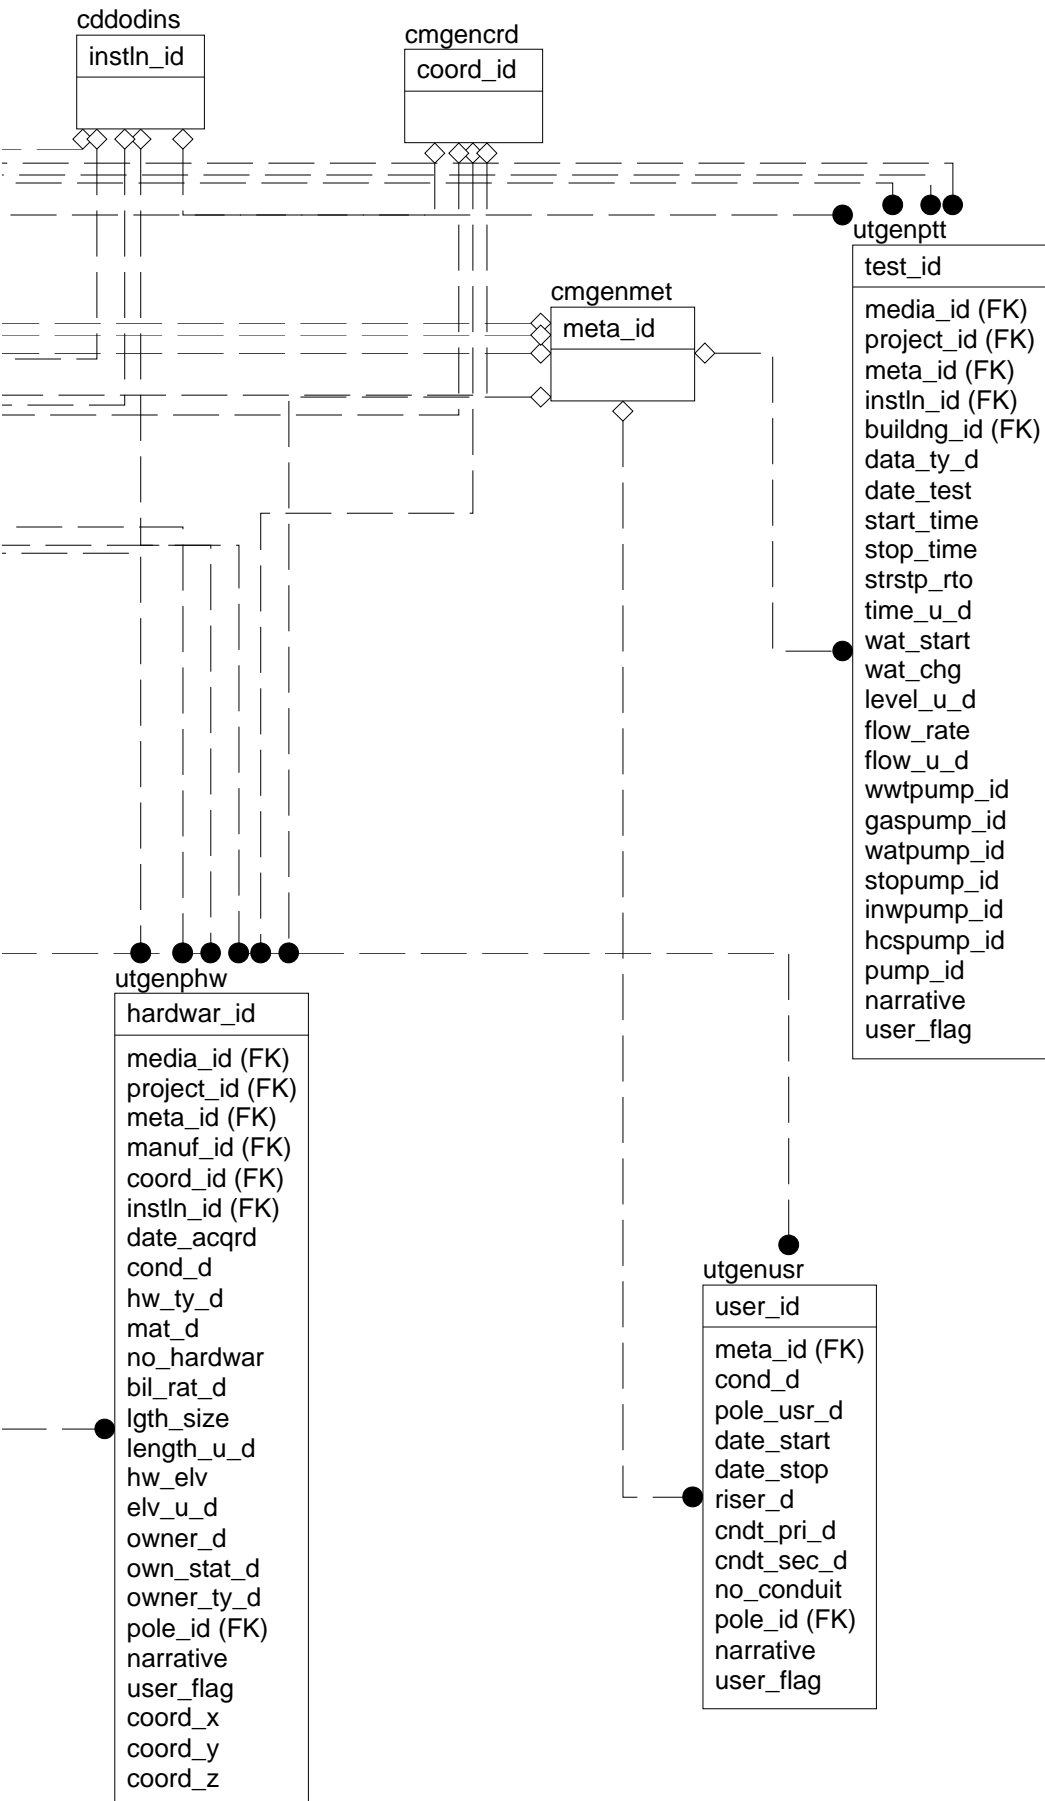 cddodins
instln_id
cmgencrd
coord_id
cmgenmet
meta_id
utgenptt
test_id
media_id (FK)
project_id (FK)
meta_id (FK)
instln_id (FK)
buildng_id (FK)
data_ty_d
date_test
start_time
stop_time
strstp_rto
time_u_d
wat_start
wat_chg
level_u_d
flow_rate
flow_u_d
wwtpump_id
gaspump_id
watpump_id
stopump_id
inwpump_id
hcspump_id
pump_id
narrative
user_flag
utgenphw
hardwar_id
media_id (FK)
project_id (FK)
meta_id (FK)
manuf_id (FK)
coord_id (FK)
instln_id (FK)
date_acqrd
cond_d
hw_ty_d
mat_d
no_hardwar
bil_rat_d
lgth_size
length_u_d
hw_elv
elv_u_d
owner_d
own_stat_d
owner_ty_d
pole_id (FK)
narrative
user_flag
coord_x
coord_y
coord_z
utgenusr
user_id
meta_id (FK)
cond_d
pole_usr_d
date_start
date_stop
riser_d
cndt_pri_d
cndt_sec_d
no_conduit
pole_id (FK)
narrative
user_flag